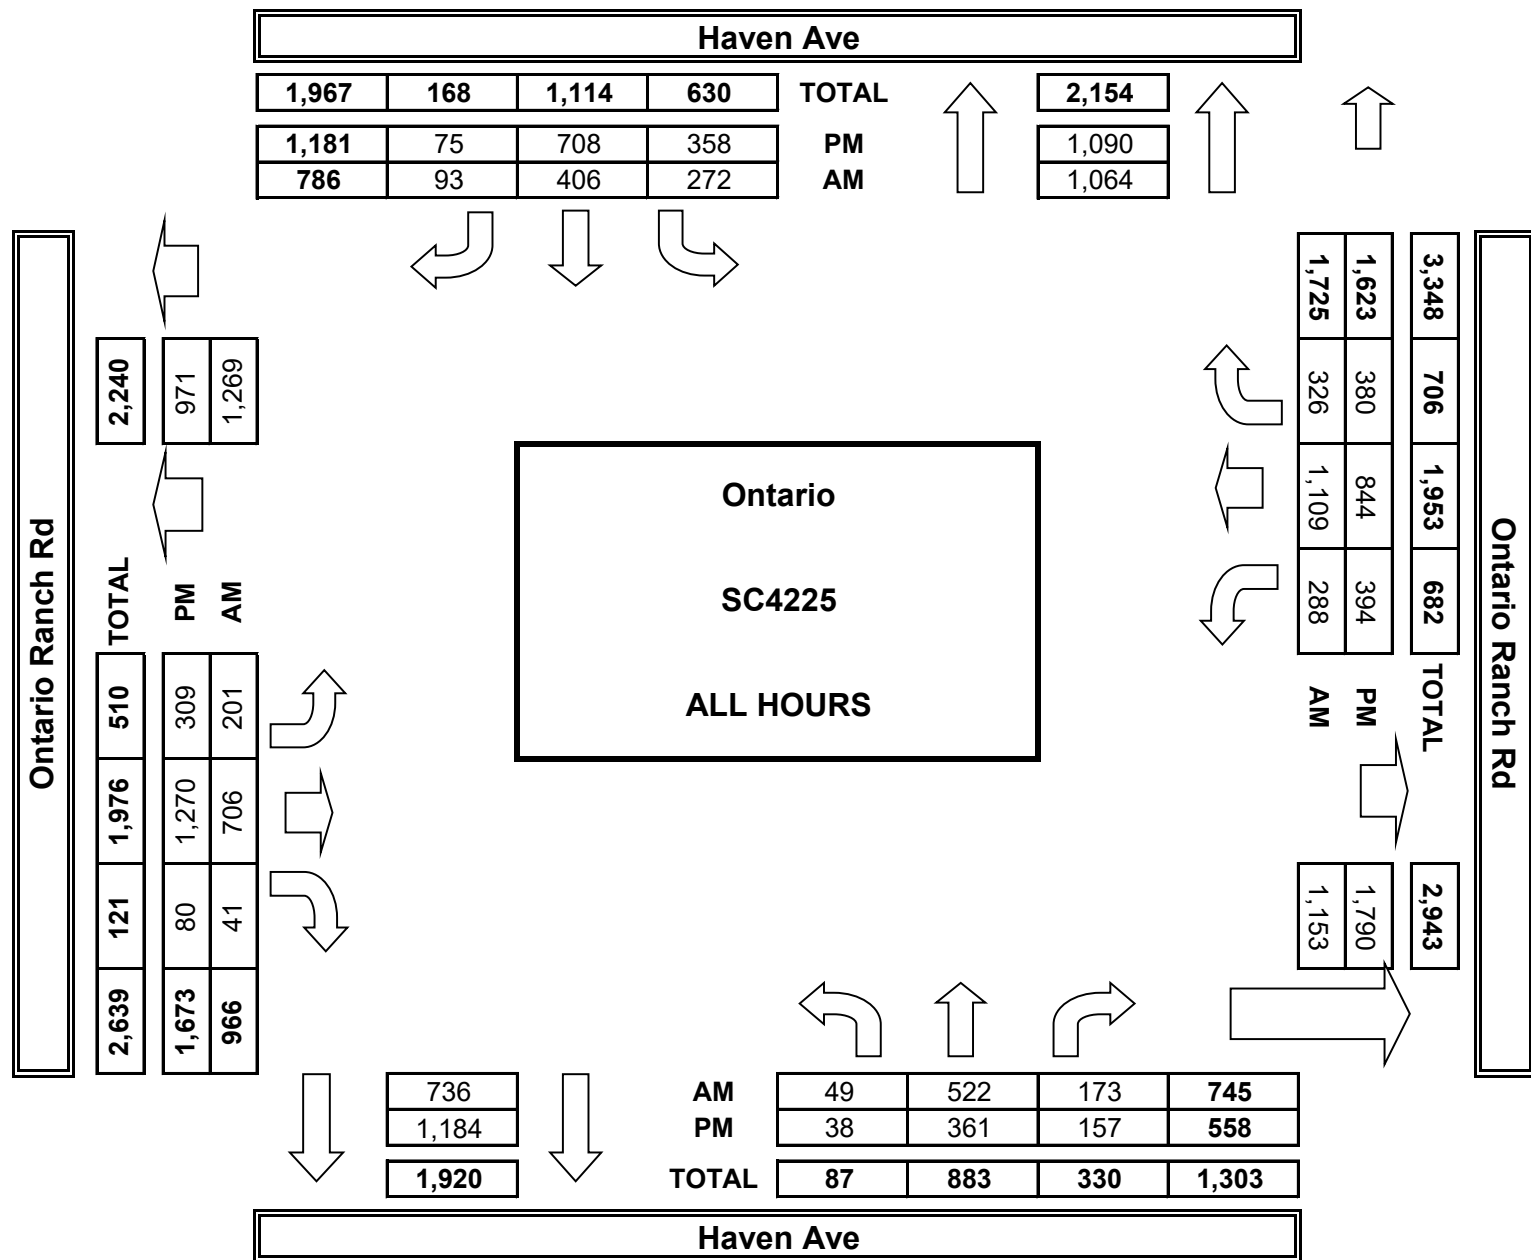 Haven Ave
1,967 168 1,114 630 TOTAL 2,154
1,181 75 708 358 PM 1,090
786 93 406 272 AM 1,064
Ontario Ranch Rd
2,240 971 1,269
TOTAL PM AM
510 309 201
1,976 1,270 706
121 80 41
2,639 1,673 966
Ontario
SC4225
ALL HOURS
1,725 1,623 3,348
326 380 706
1,109 844 1,953
288 394 682
AM PM TOTAL
1,153 1,790 2,943
Ontario Ranch Rd
736 AM 49 522 173 745
1,184 PM 38 361 157 558
1,920 TOTAL 87 883 330 1,303
Haven Ave